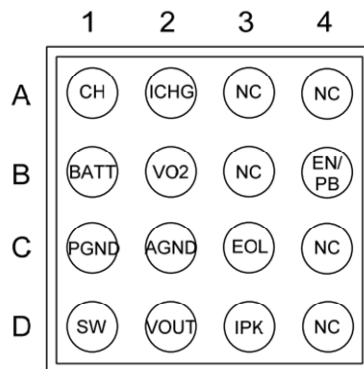 1 2 3 4
A CH ICHG NC NC
B BATT VO2 NC EN/
PB
C PGND AGND EOL NC
D SW VOUT IPK NC